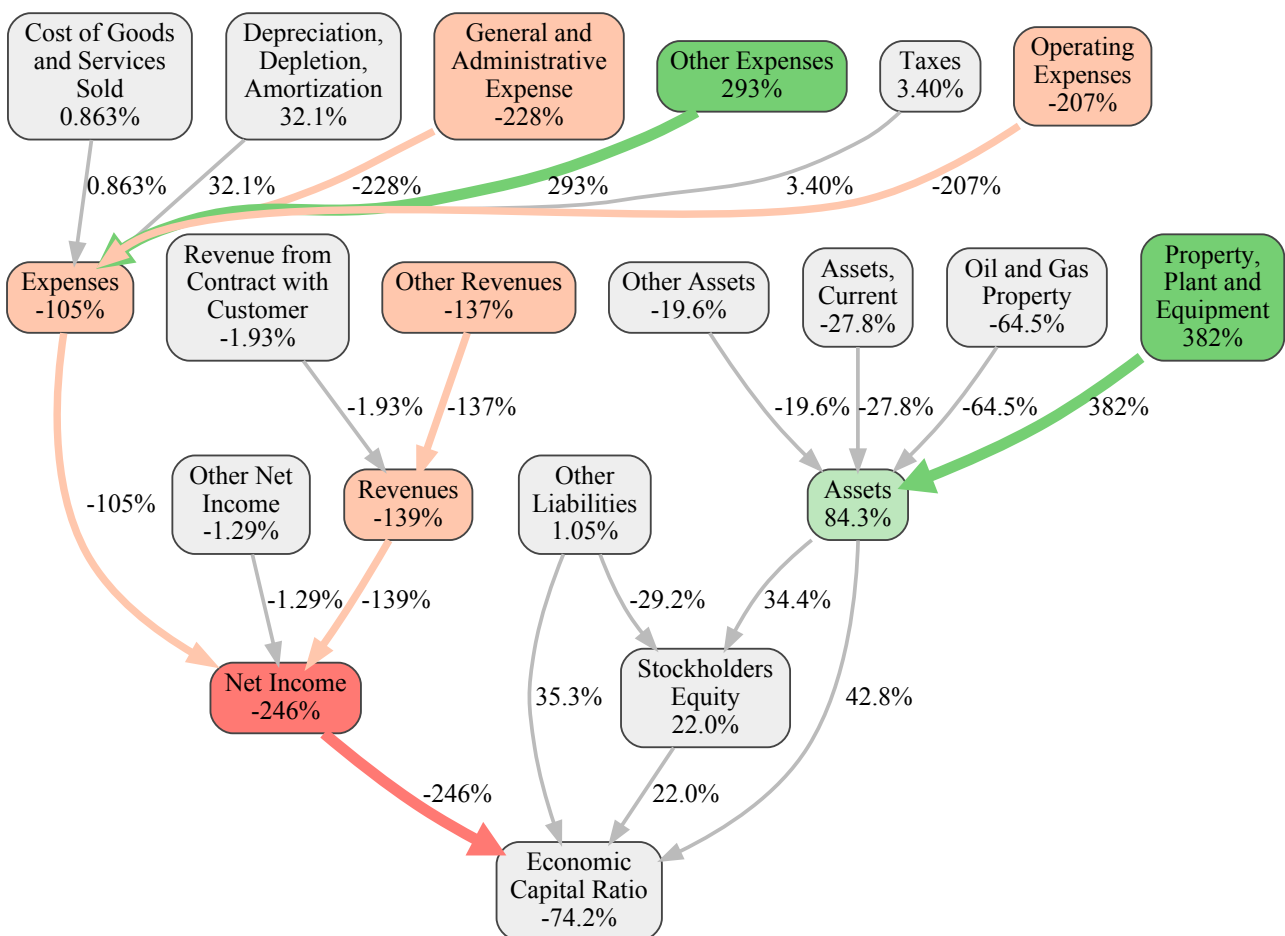 Cost of Goods
and Services
Sold
0.863%
Depreciation,
Depletion,
Amortization
32.1%
General and
Administrative
Expense
-228%
Other Expenses
293%
Taxes
3.40%
Operating
Expenses
-207%
0.863%
32.1%
-228%
293%
3.40%
-207%
Expenses
-105%
Revenue from
Contract with
Customer
-1.93%
Other Revenues
-137%
Other Assets
-19.6%
Assets,
Current
-27.8%
Oil and Gas
Property
-64.5%
Property,
Plant and
Equipment
382%
-1.93%
-137%
-19.6%
-27.8%
-64.5%
382%
-105%
Other Net
Income
-1.29%
Revenues
-139%
Other
Liabilities
1.05%
Assets
84.3%
-1.29%
-139%
-29.2%
34.4%
Net Income
-246%
35.3%
Stockholders
Equity
22.0%
42.8%
-246%
22.0%
Economic
Capital Ratio
-74.2%